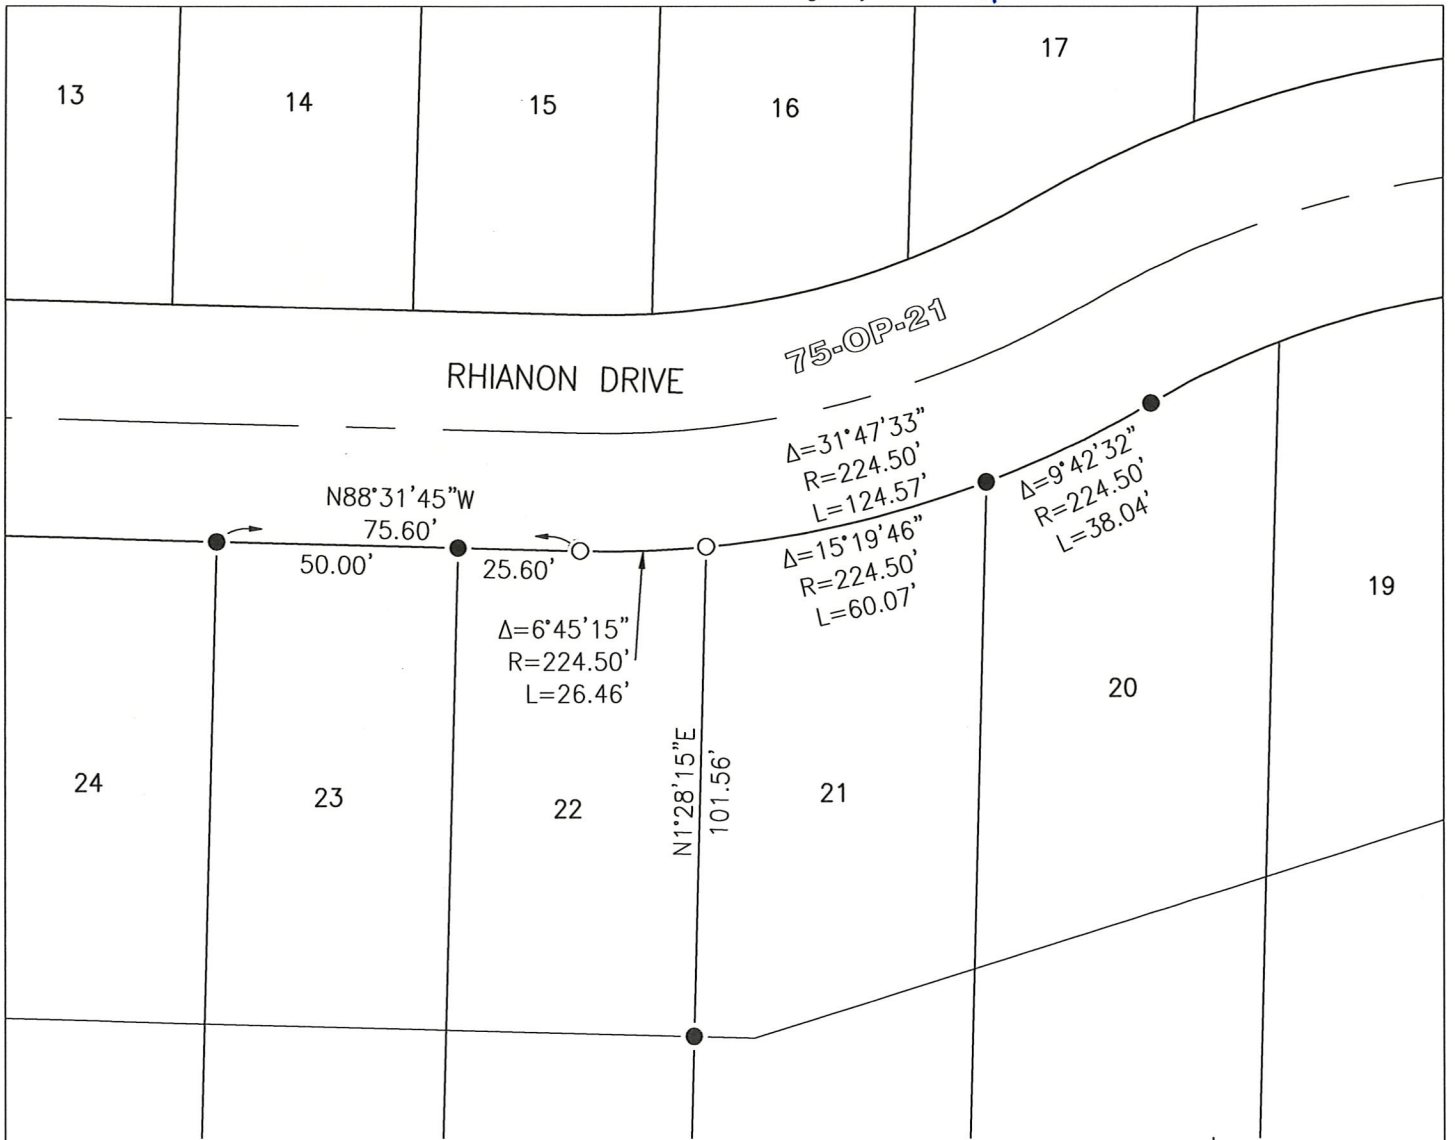 17
13
14
15
16
75-OP-21
RHIANON DRIVE
Δ=31°47'33"
R=224.50'
L=124.57'
Δ=9°42'32"
R=224.50'
L=38.04'
N88°31'45"W
75.60'
50.00'
25.60'
Δ=15°19'46"
R=224.50'
L=60.07'
Δ=6°45'15"
R=224.50'
L=26.46'
19
20
N1°28'15"E
101.56'
24
23
22
21